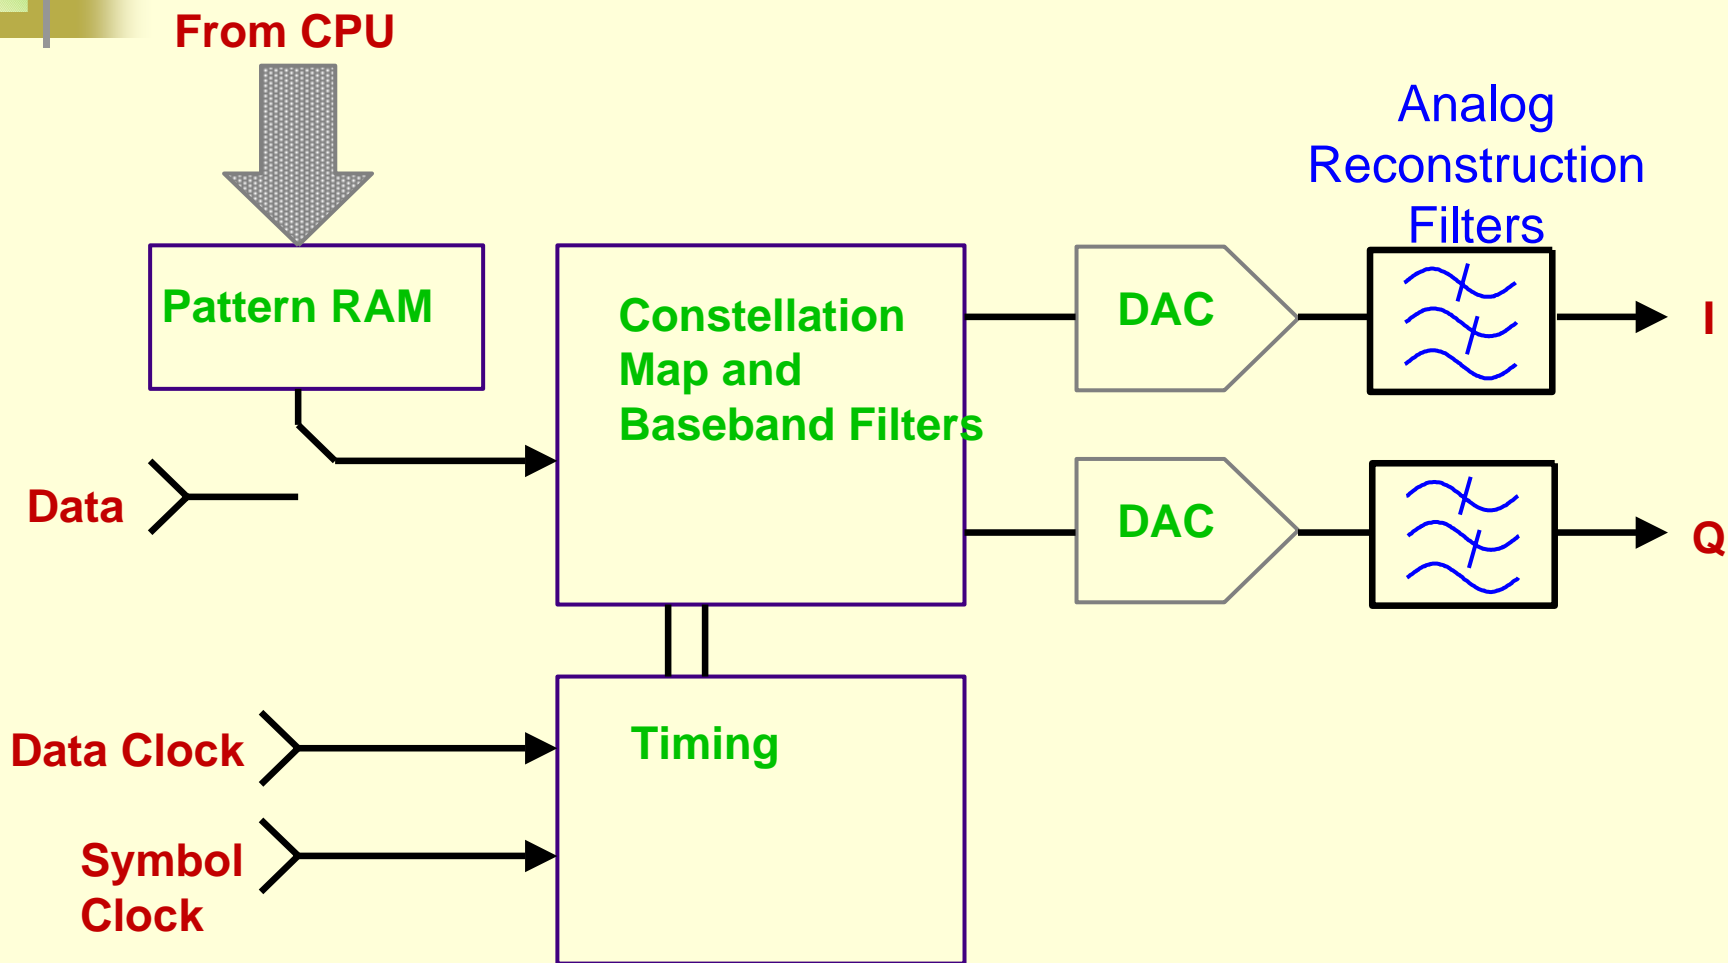 From CPU
Analog
Reconstruction
Filters
Pattern RAM
Constellation
Map and
Baseband Filters
DAC
I
Data
DAC
Q
Data Clock
Timing
Symbol
Clock